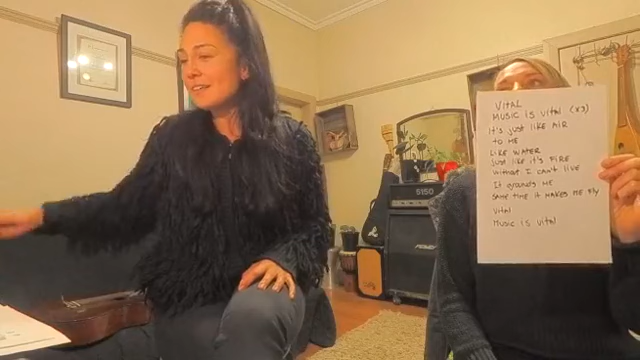 VITAL
MUSIC is VITAL (x3)
it's just like AIR
to ME
LIKE WATER
Just like it's FIRE
without I can't live
It grounds ME
same time it makes me fly
Vital
Music is vital
5150